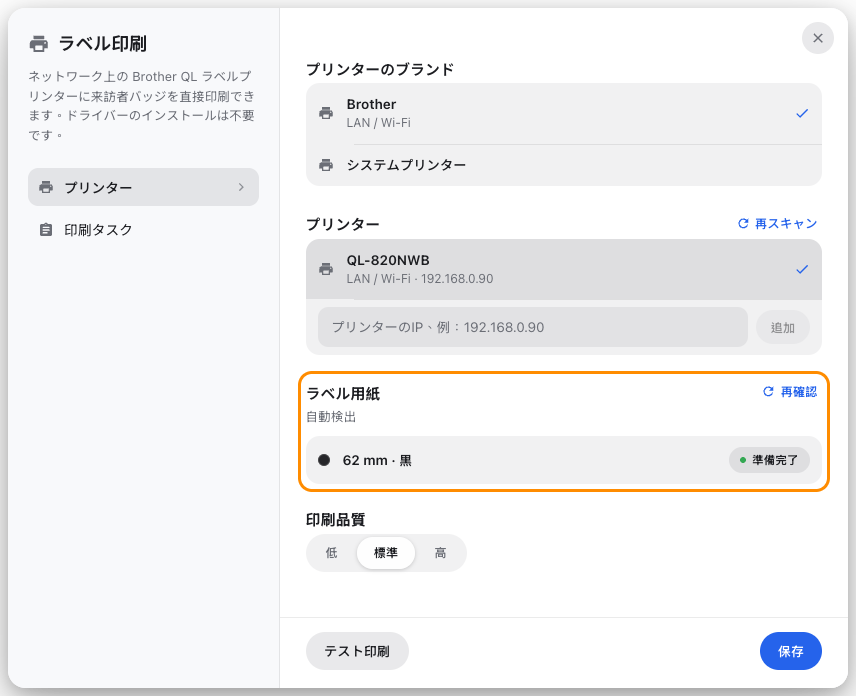 ラベル印刷
ネットワーク上の Brother QL ラベルプ
リンターに来訪者バッジを直接印刷でき
ます。ドライバーのインストールは不要
です。
プリンター
印刷タスク
プリンターのブランド
Brother
LAN / Wi-Fi
システムプリンター
プリンター
再スキャン
QL-820NWB
LAN / Wi-Fi · 192.168.0.90
プリンターのIP、例：192.168.0.90
追加
ラベル用紙
再確認
自動検出
62 mm · 黒
準備完了
印刷品質
低
標準
高
テスト印刷
保存